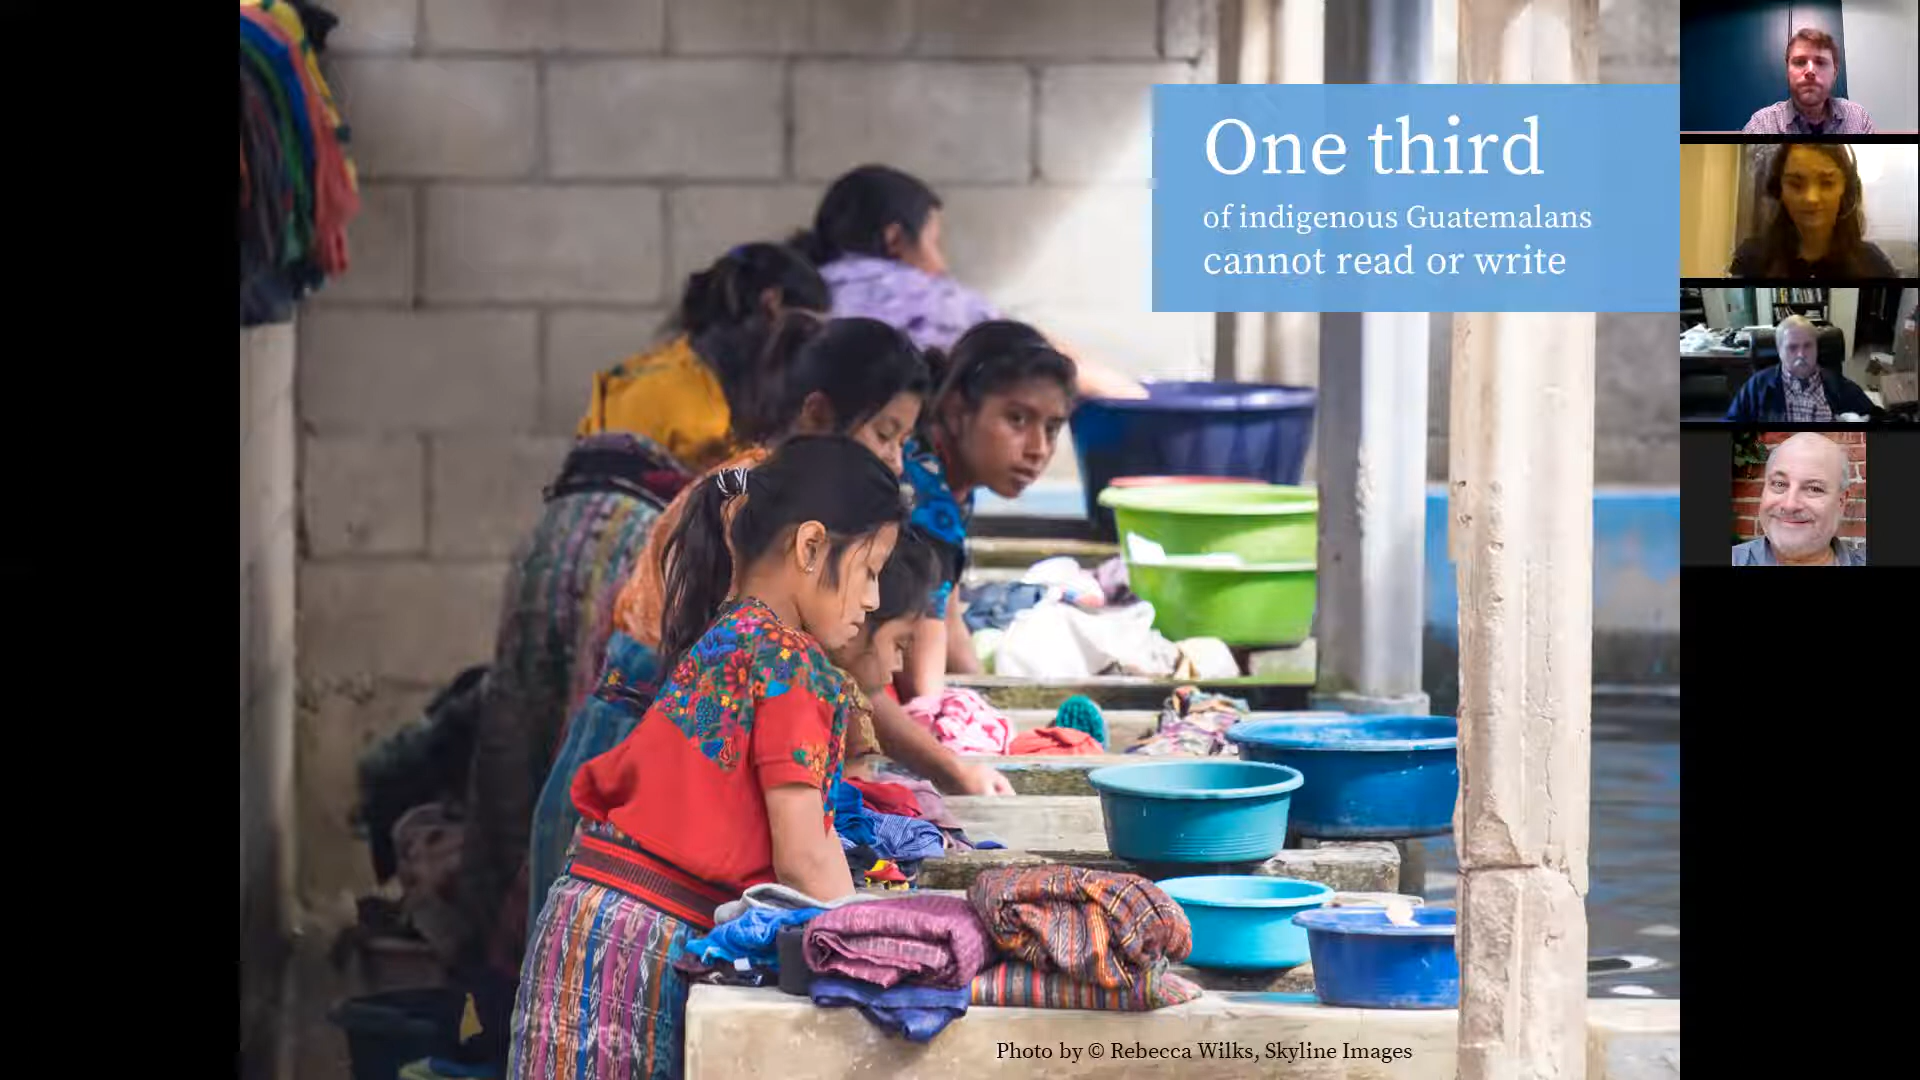 One third
of indigenous Guatemalans
cannot read or write
Photo by © Rebecca Wilks, Skyline Images